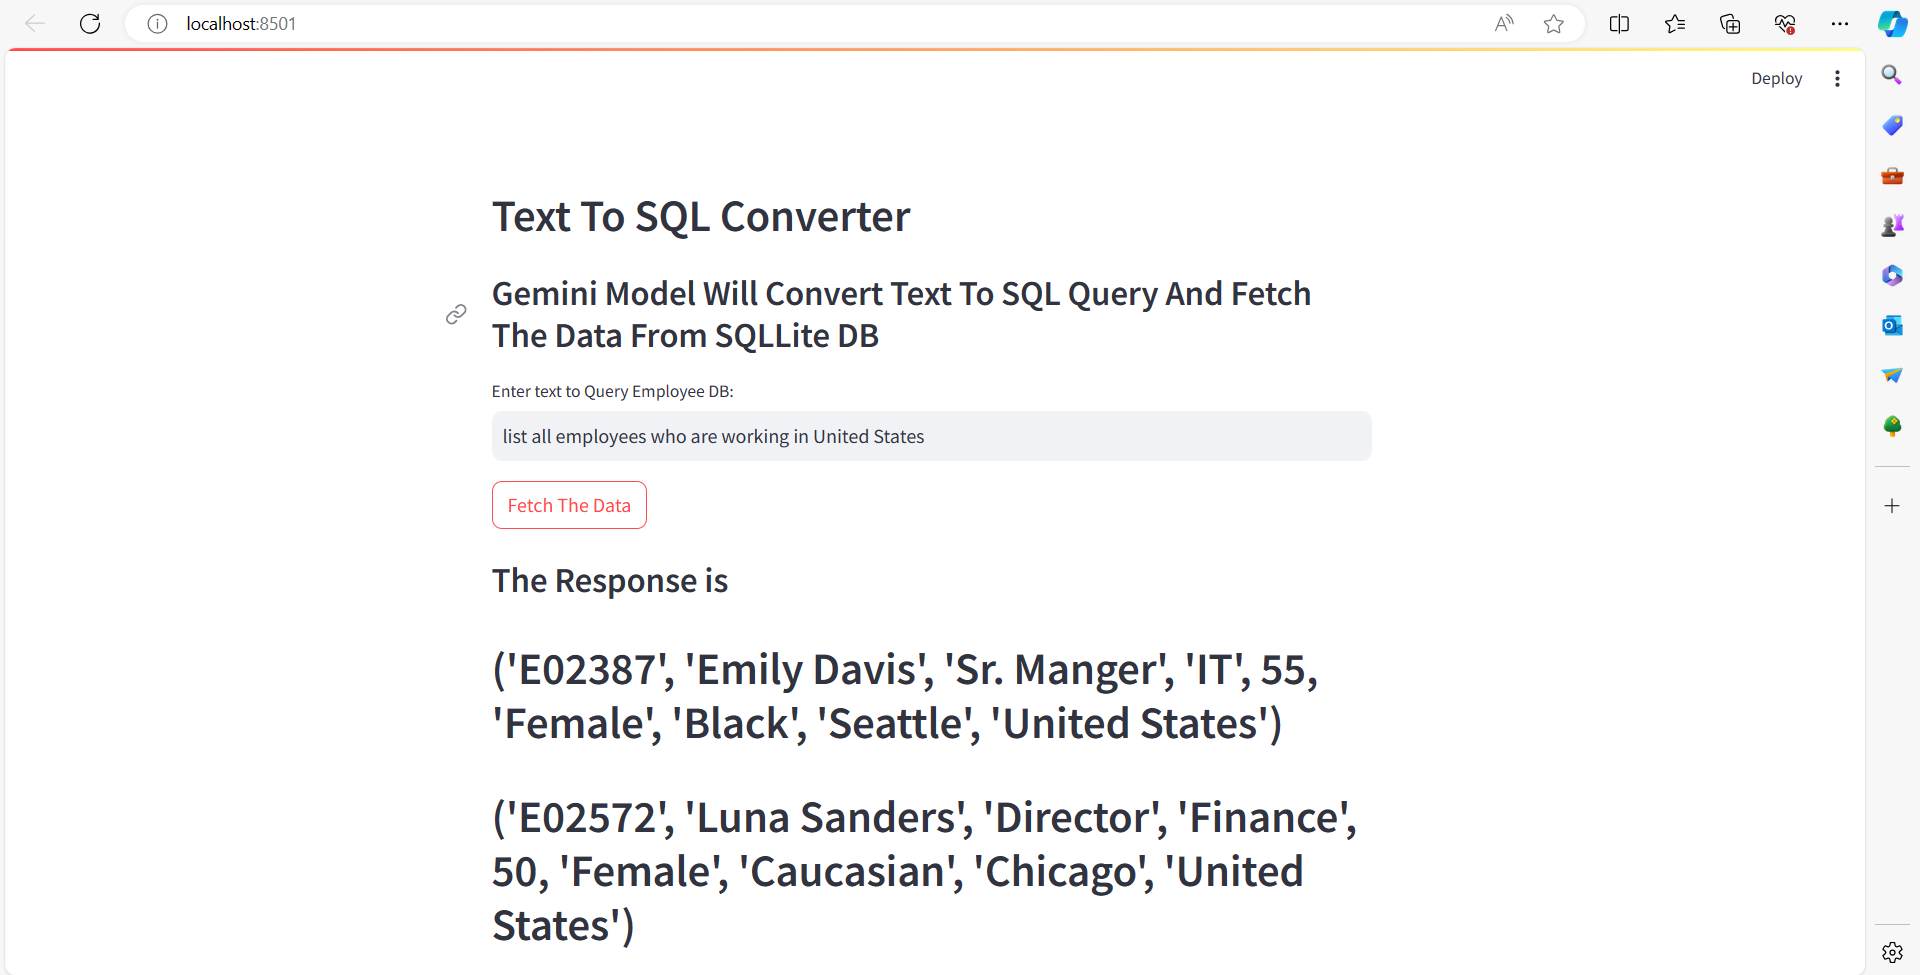 localhost:8501
Deploy
Text To SQL Converter
Gemini Model Will Convert Text To SQL Query And Fetch
The Data From SQLLite DB
Enter text to Query Employee DB:
list all employees who are working in United States
Fetch The Data
The Response is
('E02387', 'Emily Davis', 'Sr. Manger', 'IT', 55,
'Female', 'Black', 'Seattle', 'United States')
('E02572', 'Luna Sanders', 'Director', 'Finance',
50, 'Female', 'Caucasian', 'Chicago', 'United
States')